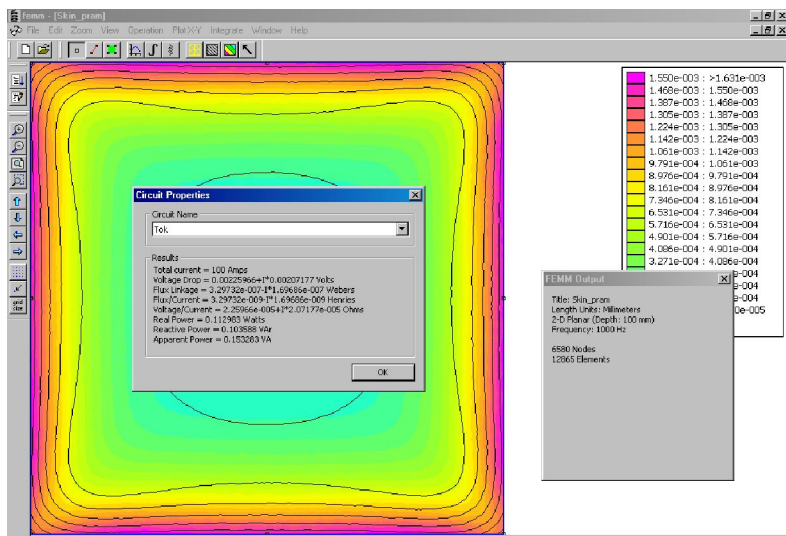 femm - [Skin_pram]
File Edit Zoom View Operation Plot X-Y Integrate Window Help
1.550e-003 : >1.631e-003
1.468e-003 : 1.550e-003
1.387e-003 : 1.468e-003
1.305e-003 : 1.387e-003
1.224e-003 : 1.305e-003
1.142e-003 : 1.224e-003
1.061e-003 : 1.142e-003
9.791e-004 : 1.061e-003
8.976e-004 : 9.791e-004
8.161e-004 : 8.976e-004
7.346e-004 : 8.161e-004
6.531e-004 : 7.346e-004
5.716e-004 : 6.531e-004
4.901e-004 : 5.716e-004
4.086e-004 : 4.901e-004
3.271e-004 : 4.086e-004
e-004
e-004
e-004
0e-005
Circuit Properties
Circuit Name
Tok
Results
Total current = 100 Amps
Voltage Drop = 0.00225966+I*0.00207177 Volts
Flux Linkage = 3.29732e-007-I*1.69686e-007 Webers
Flux/Current = 3.29732e-009-I*1.69686e-009 Henries
Voltage/Current = 2.25966e-005+I*2.07177e-005 Ohms
Real Power = 0.112983 Watts
Reactive Power = 0.103588 VAr
Apparent Power = 0.153283 VA
OK
FEMM Output
Title: Skin_pram
Length Units: Millimeters
2-D Planar (Depth: 100 mm)
Frequency: 1000 Hz
6580 Nodes
12865 Elements
grid
size